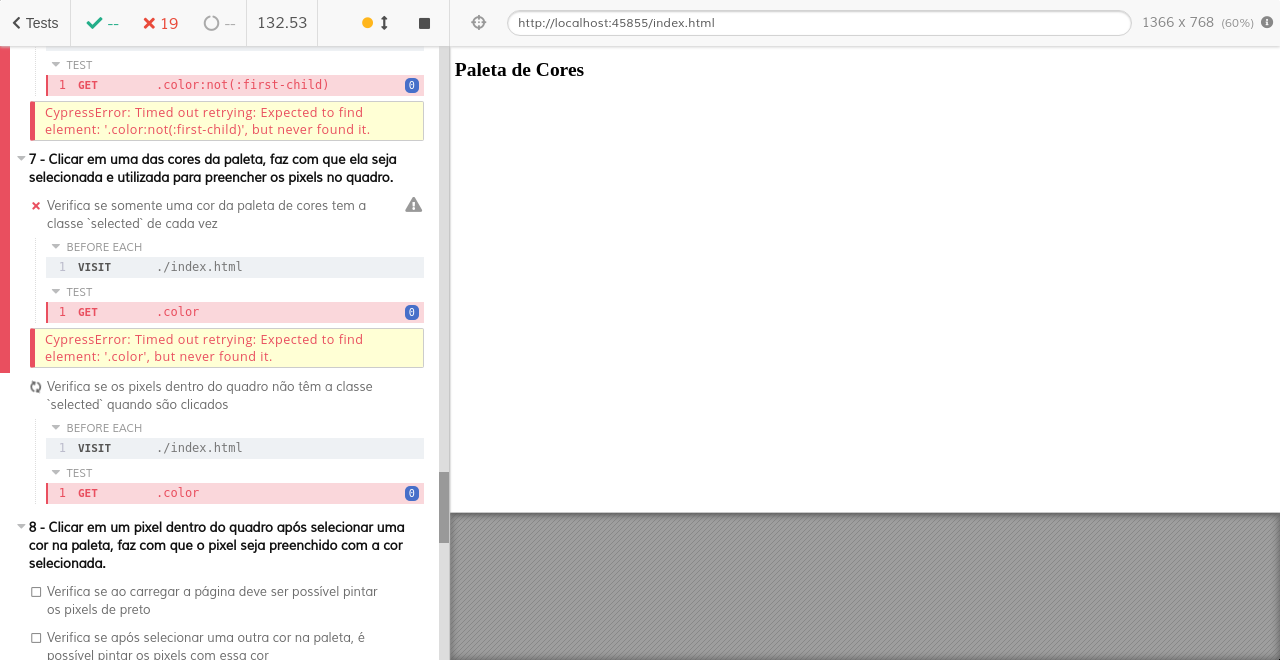 Tests
--
19
--
132.53
http://localhost:45855/index.html
1366 x 768 (60%)
TEST
1 GET .color:not(:first-child) 0
CypressError: Timed out retrying: Expected to find
element: '.color:not(:first-child)', but never found it.
7 - Clicar em uma das cores da paleta, faz com que ela seja
selecionada e utilizada para preencher os pixels no quadro.
Verifica se somente uma cor da paleta de cores tem a
classe `selected` de cada vez
BEFORE EACH
1 VISIT ./index.html
TEST
1 GET .color 0
CypressError: Timed out retrying: Expected to find
element: '.color', but never found it.
Verifica se os pixels dentro do quadro não têm a classe
`selected` quando são clicados
BEFORE EACH
1 VISIT ./index.html
TEST
1 GET .color 0
8 - Clicar em um pixel dentro do quadro após selecionar uma
cor na paleta, faz com que o pixel seja preenchido com a cor
selecionada.
Verifica se ao carregar a página deve ser possível pintar
os pixels de preto
Verifica se após selecionar uma outra cor na paleta, é
possível pintar os pixels com essa cor
Paleta de Cores